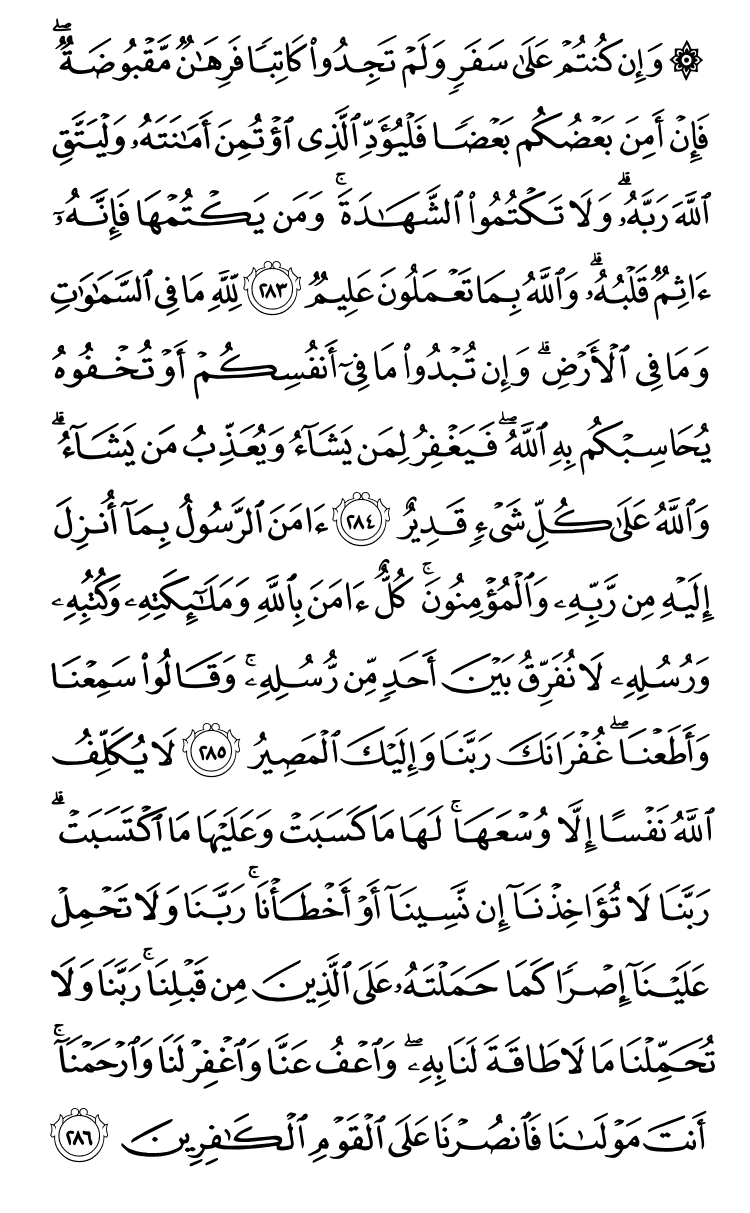 ۞ وَإِن كُنتُمْ عَلَىٰ سَفَرٍ وَلَمْ تَجِدُوا۟ كَاتِبًا فَرِهَـٰنٌ مَّقْبُوضَةٌ ۖ
فَإِنْ أَمِنَ بَعْضُكُم بَعْضًا فَلْيُؤَدِّ ٱلَّذِى ٱؤْتُمِنَ أَمَـٰنَتَهُۥ وَلْيَتَّقِ
ٱللَّهَ رَبَّهُۥ ۗ وَلَا تَكْتُمُوا۟ ٱلشَّهَـٰدَةَ ۚ وَمَن يَكْتُمْهَا فَإِنَّهُۥٓ
ءَاثِمٌ قَلْبُهُۥ ۗ وَٱللَّهُ بِمَا تَعْمَلُونَ عَلِيمٌ ٢٨٣ لِّلَّهِ مَا فِى ٱلسَّمَـٰوَٰتِ
وَمَا فِى ٱلْأَرْضِ ۗ وَإِن تُبْدُوا۟ مَا فِىٓ أَنفُسِكُمْ أَوْ تُخْفُوهُ
يُحَاسِبْكُم بِهِ ٱللَّهُ ۖ فَيَغْفِرُ لِمَن يَشَآءُ وَيُعَذِّبُ مَن يَشَآءُ ۗ
وَٱللَّهُ عَلَىٰ كُلِّ شَىْءٍ قَدِيرٌ ٢٨٤ ءَامَنَ ٱلرَّسُولُ بِمَآ أُنزِلَ
إِلَيْهِ مِن رَّبِّهِۦ وَٱلْمُؤْمِنُونَ ۚ كُلٌّ ءَامَنَ بِٱللَّهِ وَمَلَـٰٓئِكَتِهِۦ وَكُتُبِهِۦ
وَرُسُلِهِۦ لَا نُفَرِّقُ بَيْنَ أَحَدٍ مِّن رُّسُلِهِۦ ۚ وَقَالُوا۟ سَمِعْنَا
وَأَطَعْنَا ۖ غُفْرَانَكَ رَبَّنَا وَإِلَيْكَ ٱلْمَصِيرُ ٢٨٥ لَا يُكَلِّفُ
ٱللَّهُ نَفْسًا إِلَّا وُسْعَهَا ۚ لَهَا مَا كَسَبَتْ وَعَلَيْهَا مَا ٱكْتَسَبَتْ ۗ
رَبَّنَا لَا تُؤَاخِذْنَآ إِن نَّسِينَآ أَوْ أَخْطَأْنَا ۚ رَبَّنَا وَلَا تَحْمِلْ
عَلَيْنَآ إِصْرًا كَمَا حَمَلْتَهُۥ عَلَى ٱلَّذِينَ مِن قَبْلِنَا ۚ رَبَّنَا وَلَا
تُحَمِّلْنَا مَا لَا طَاقَةَ لَنَا بِهِۦ ۖ وَٱعْفُ عَنَّا وَٱغْفِرْ لَنَا وَٱرْحَمْنَآ ۚ
أَنتَ مَوْلَىٰنَا فَٱنصُرْنَا عَلَى ٱلْقَوْمِ ٱلْكَـٰفِرِينَ ٢٨٦